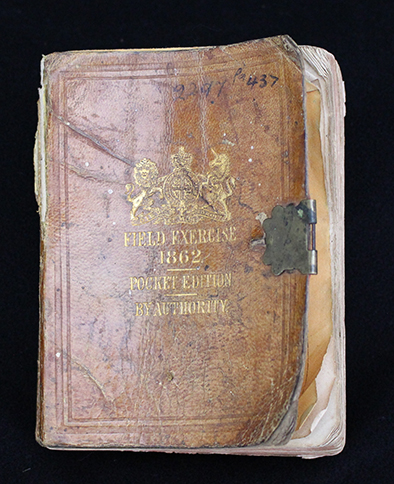 P 437
FIELD EXERCISE
1862
POCKET EDITION
BY AUTHORITY.